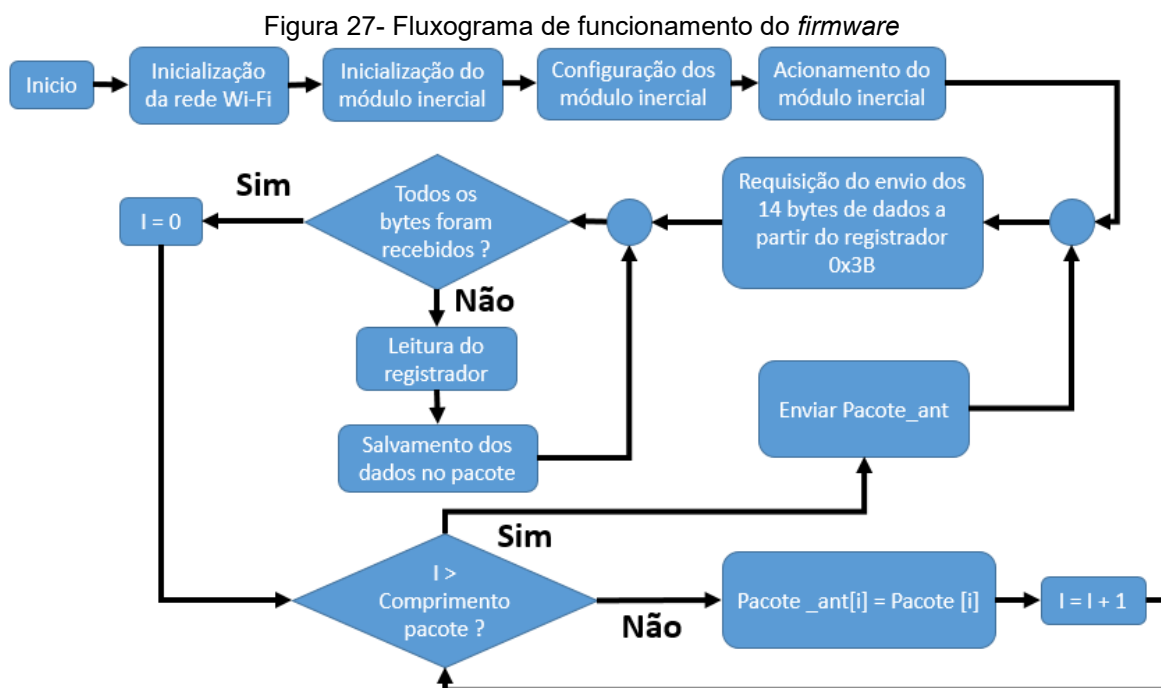 Figura 27- Fluxograma de funcionamento do firmware
Inicio
Inicialização
da rede Wi-Fi
Inicialização do
módulo inercial
Configuração dos
módulo inercial
Acionamento do
módulo inercial
Requisição do envio dos
14 bytes de dados a
partir do registrador
0x3B
Todos os
bytes foram
recebidos ?
Sim
I = 0
Não
Leitura do
registrador
Salvamento dos
dados no pacote
Enviar Pacote_ant
I >
Comprimento
pacote ?
Sim
Não
Pacote _ant[i] = Pacote [i]
I = I + 1